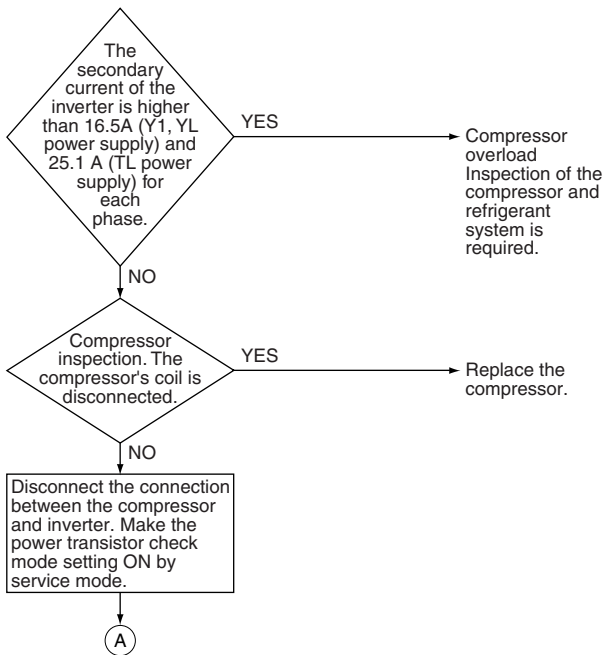 The
secondary
current of the
inverter is higher
than 16.5A (Y1, YL
power supply) and
25.1 A (TL power
supply) for
each
phase.
YES
Compressor
overload
Inspection of the
compressor and
refrigerant
system is
required.
NO
Compressor
inspection. The
compressor's coil is
disconnected.
YES
Replace the
compressor.
NO
Disconnect the connection
between the compressor
and inverter. Make the
power transistor check
mode setting ON by
service mode.
A